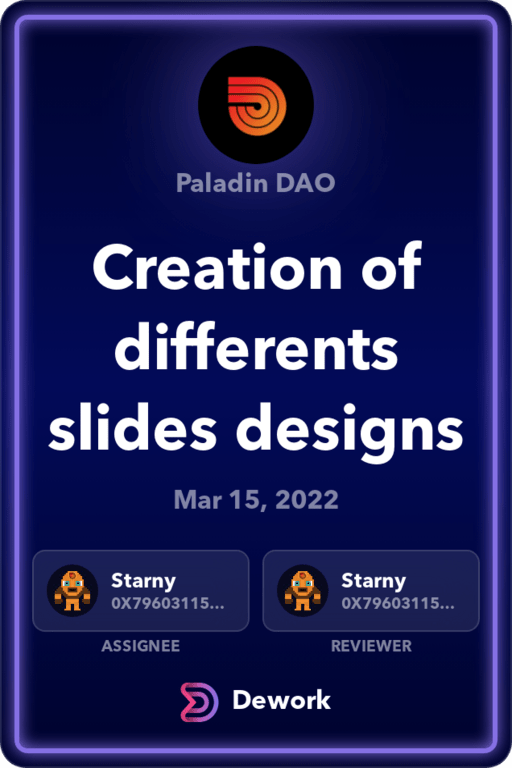 Paladin DAO
Creation of
differents
slides designs
Mar 15, 2022
Starny
0X79603115...
ASSIGNEE
Starny
0X79603115...
REVIEWER
Dework